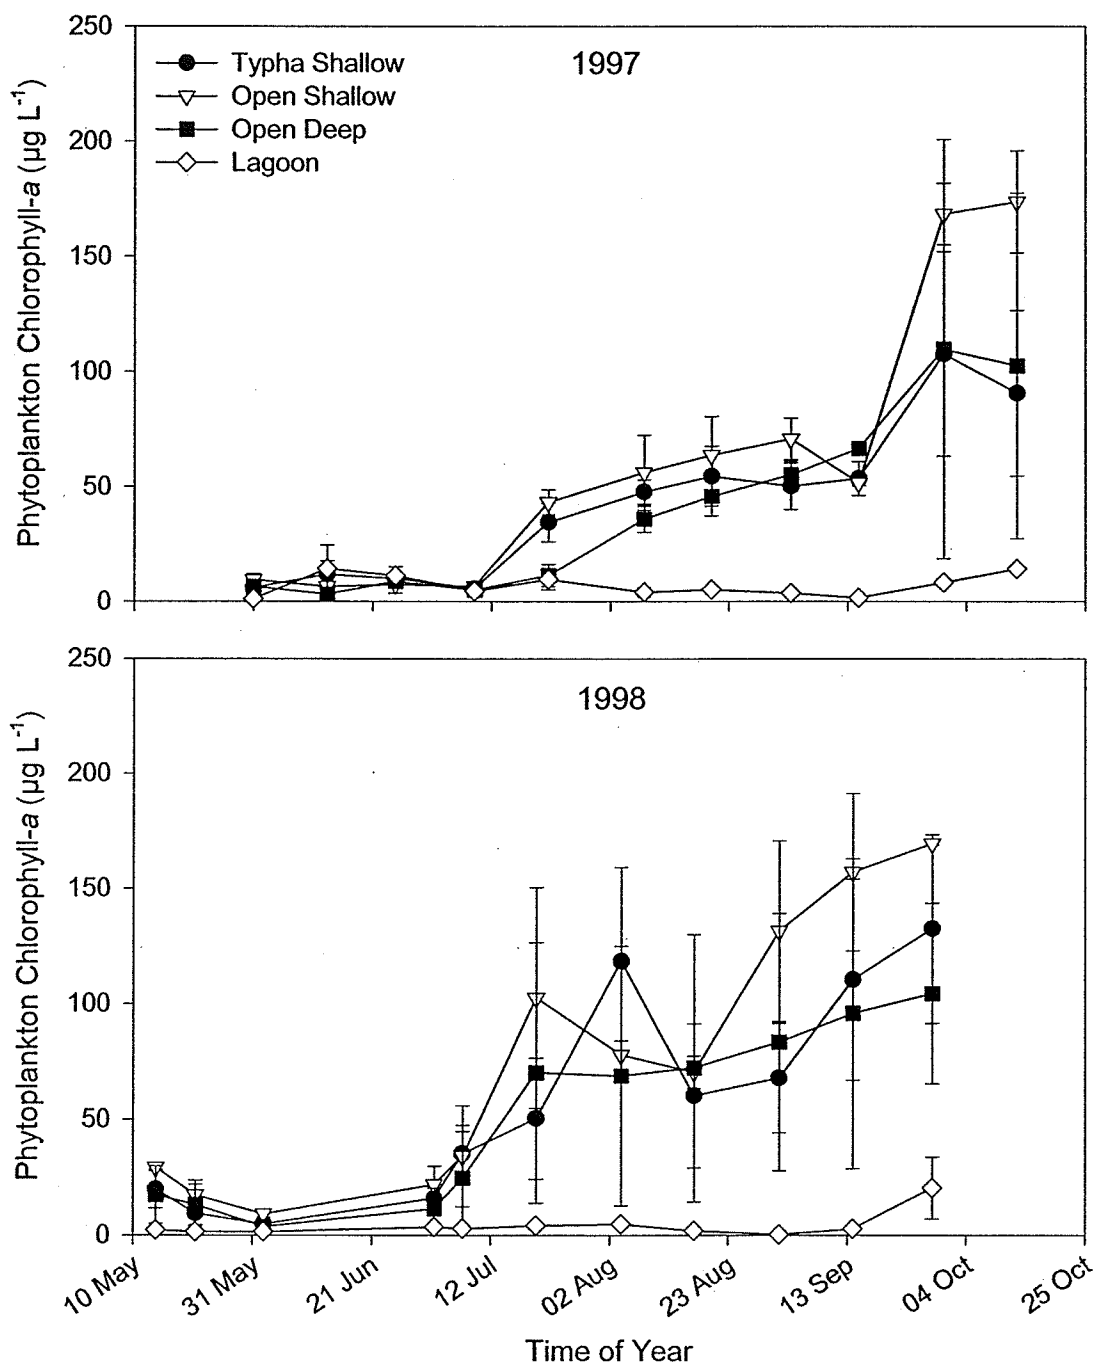 250
200
150
100
50
0
Phytoplankton Chlorophyll-a (µg L⁻¹)
1997
Typha Shallow
Open Shallow
Open Deep
Lagoon
250
200
150
100
50
0
Phytoplankton Chlorophyll-a (µg L⁻¹)
1998
10 May
31 May
21 Jun
12 Jul
02 Aug
23 Aug
13 Sep
04 Oct
25 Oct
Time of Year